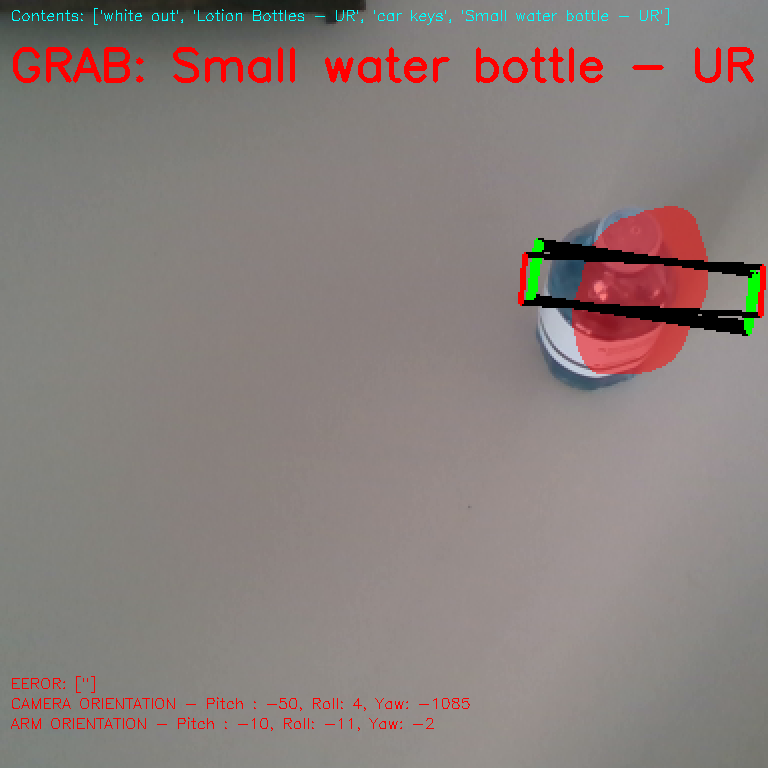 Contents: ['white out', 'Lotion Bottles - UR', 'car keys', 'Small water bottle - UR']
GRAB: Small water bottle - UR
EEROR: ['']
CAMERA ORIENTATION - Pitch : -50, Roll: 4, Yaw: -1085
ARM ORIENTATION - Pitch : -10, Roll: -11, Yaw: -2